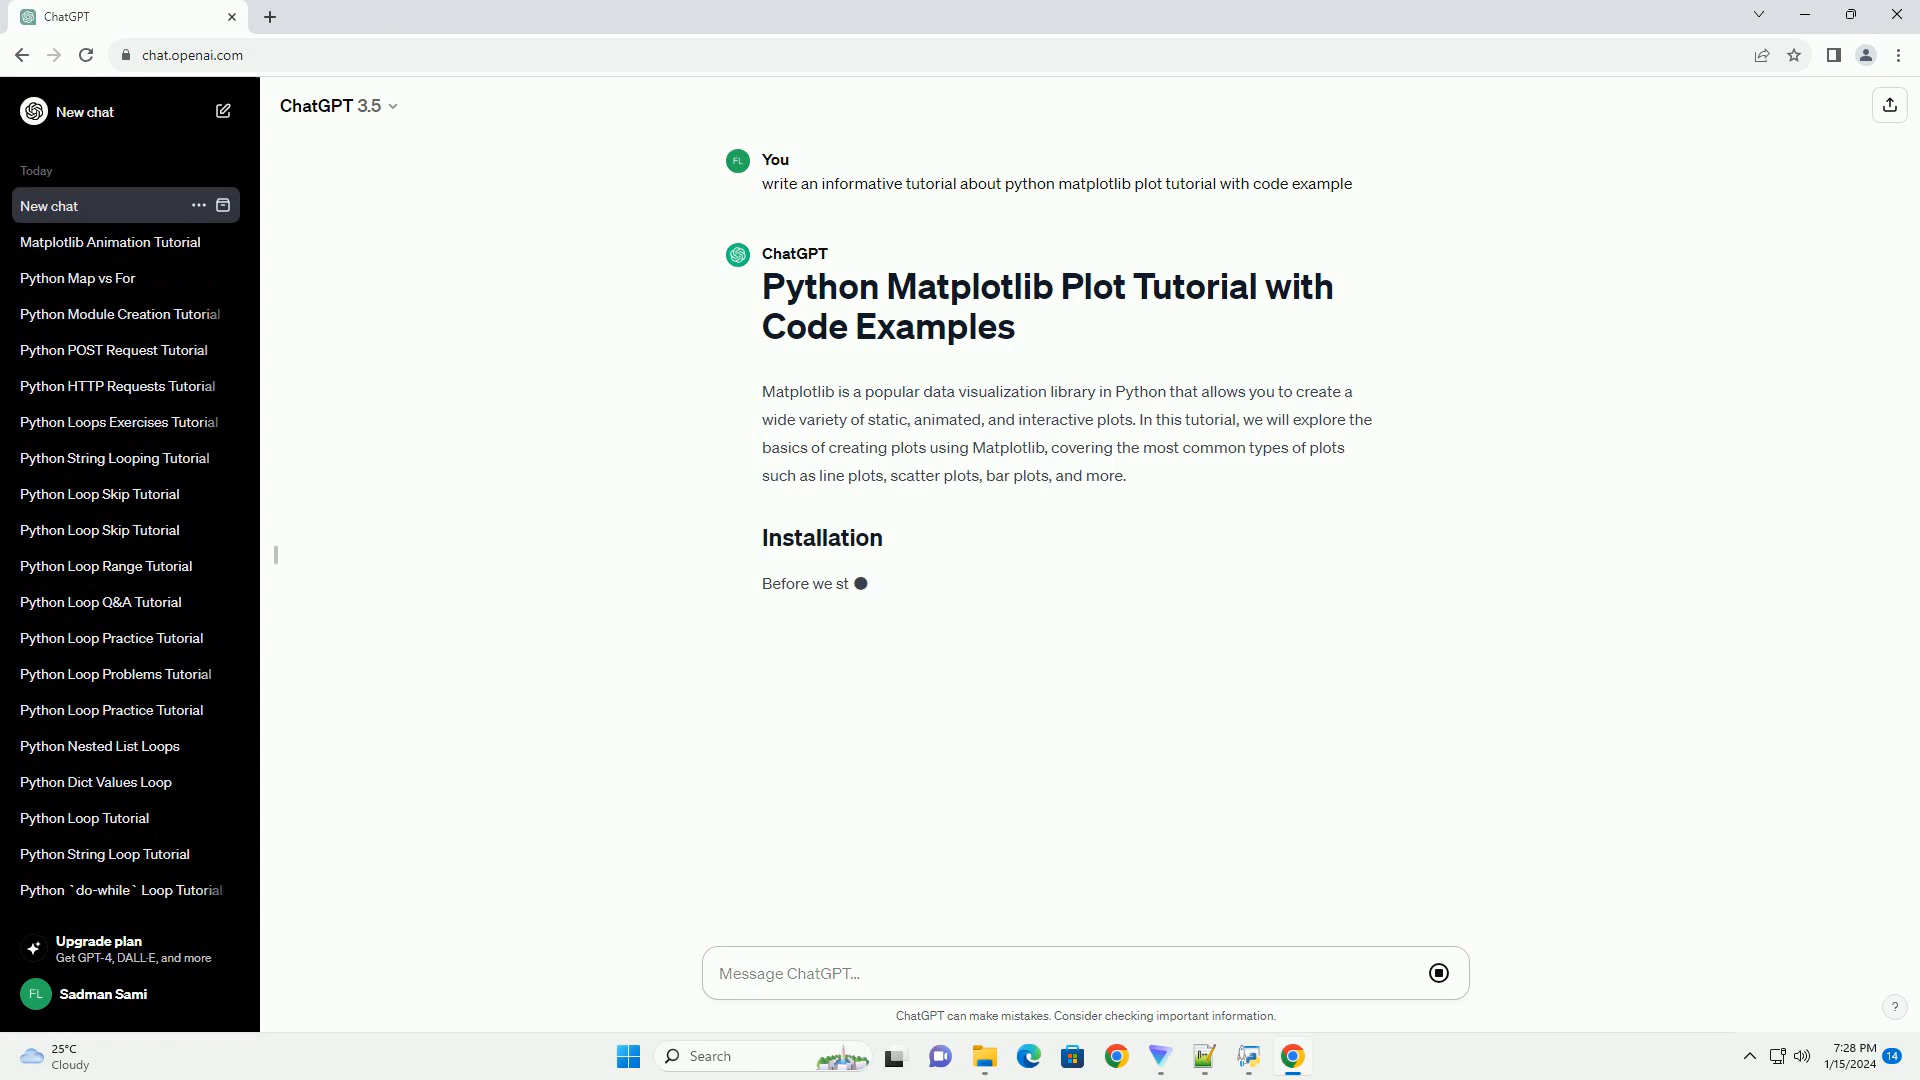 ChatGPT
chat.openai.com
New chat
Today
New chat
Matplotlib Animation Tutorial
Python Map vs For
Python Module Creation Tutorial
Python POST Request Tutorial
Python HTTP Requests Tutorial
Python Loops Exercises Tutorial
Python String Looping Tutorial
Python Loop Skip Tutorial
Python Loop Skip Tutorial
Python Loop Range Tutorial
Python Loop Q&A Tutorial
Python Loop Practice Tutorial
Python Loop Problems Tutorial
Python Loop Practice Tutorial
Python Nested List Loops
Python Dict Values Loop
Python Loop Tutorial
Python String Loop Tutorial
Python `do-while` Loop Tutorial
Upgrade plan
Get GPT-4, DALL·E, and more
FL
Sadman Sami
ChatGPT 3.5
FL
You
write an informative tutorial about python matplotlib plot tutorial with code example
ChatGPT
Python Matplotlib Plot Tutorial with
Code Examples
Matplotlib is a popular data visualization library in Python that allows you to create a
wide variety of static, animated, and interactive plots. In this tutorial, we will explore the
basics of creating plots using Matplotlib, covering the most common types of plots
such as line plots, scatter plots, bar plots, and more.
Installation
Before we st
Message ChatGPT...
ChatGPT can make mistakes. Consider checking important information.
?
25°C
Cloudy
Search
7:28 PM
1/15/2024
14